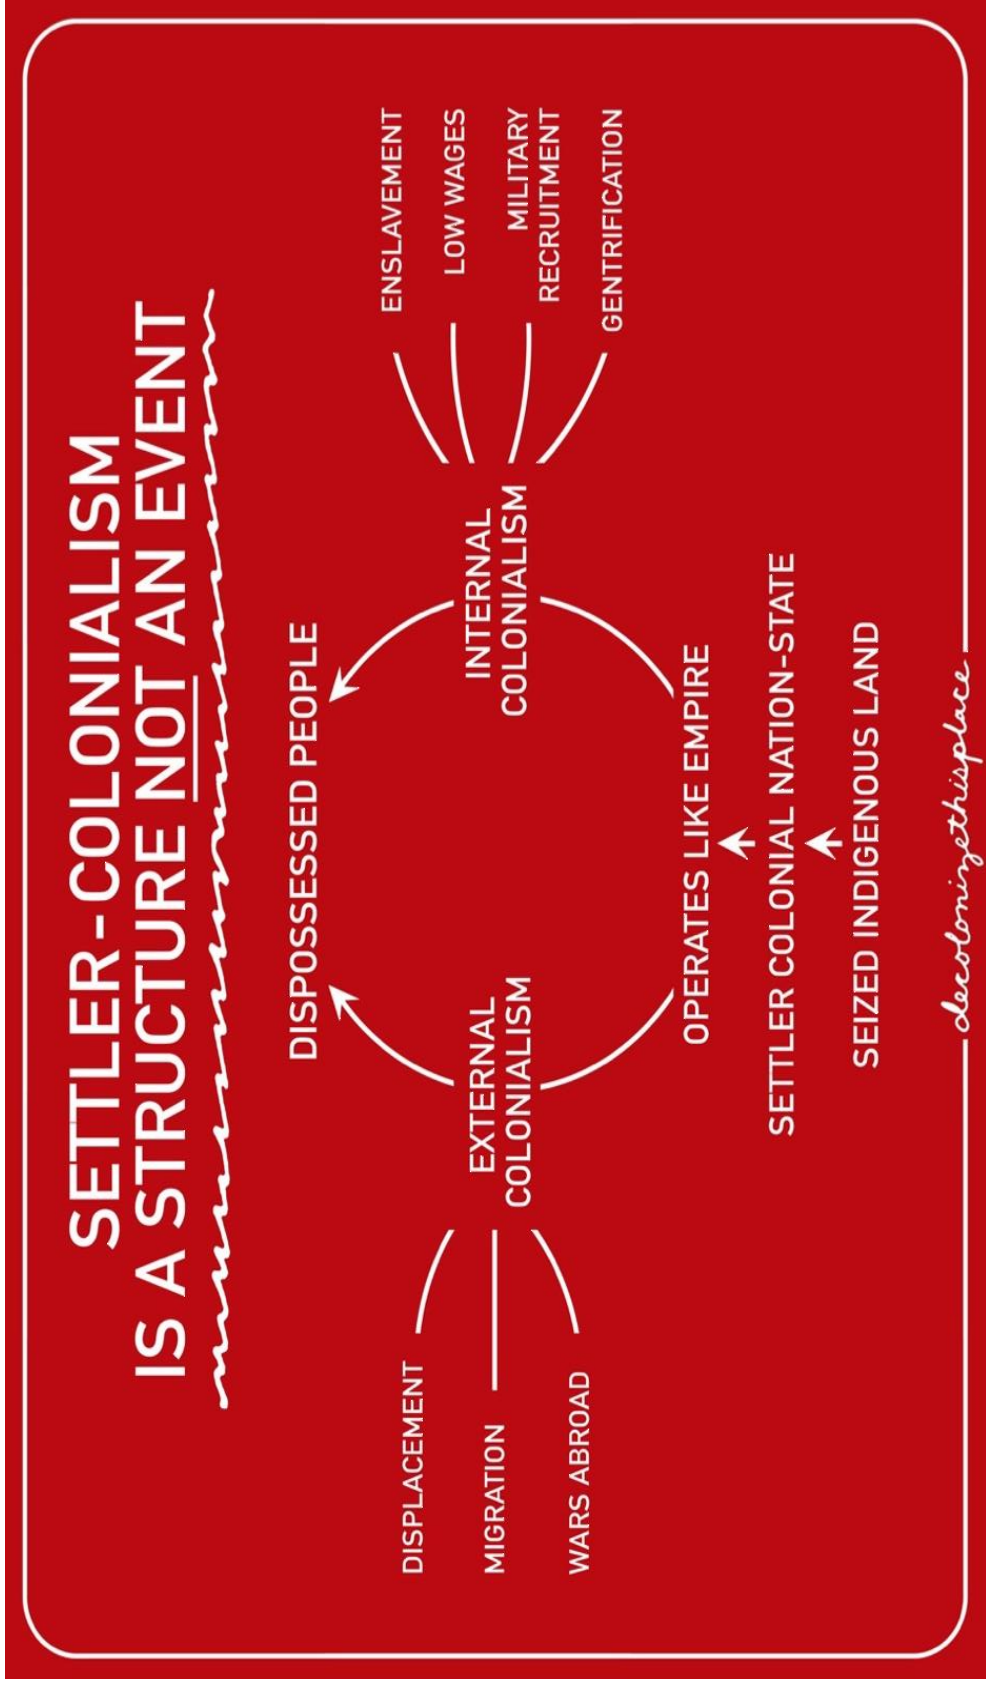 SETTLER-COLONIALISM
IS A STRUCTURE NOT AN EVENT
DISPOSSESSED PEOPLE
EXTERNAL
COLONIALISM
DISPLACEMENT
MIGRATION
WARS ABROAD
INTERNAL
COLONIALISM
ENSLAVEMENT
LOW WAGES
MILITARY
RECRUITMENT
GENTRIFICATION
OPERATES LIKE EMPIRE
SETTLER COLONIAL NATION-STATE
SEIZED INDIGENOUS LAND
decolonizethisplace